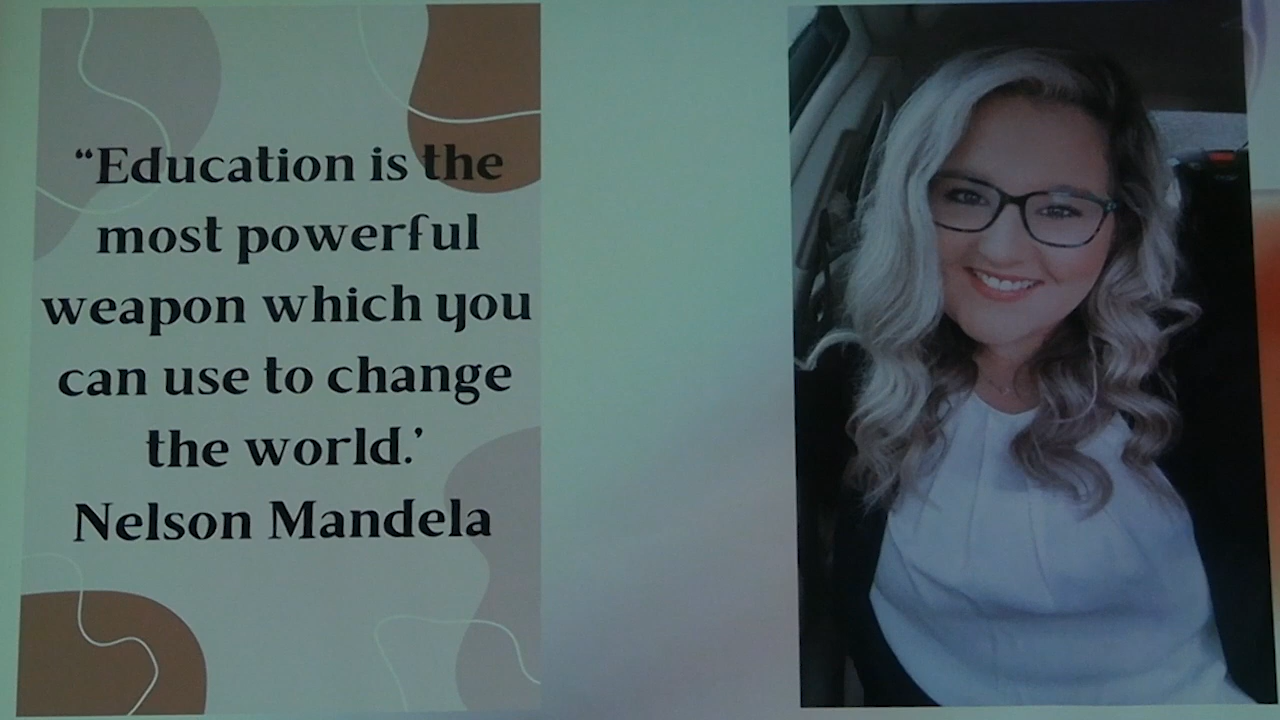 “Education is the
most powerful
weapon which you
can use to change
the world.’
Nelson Mandela